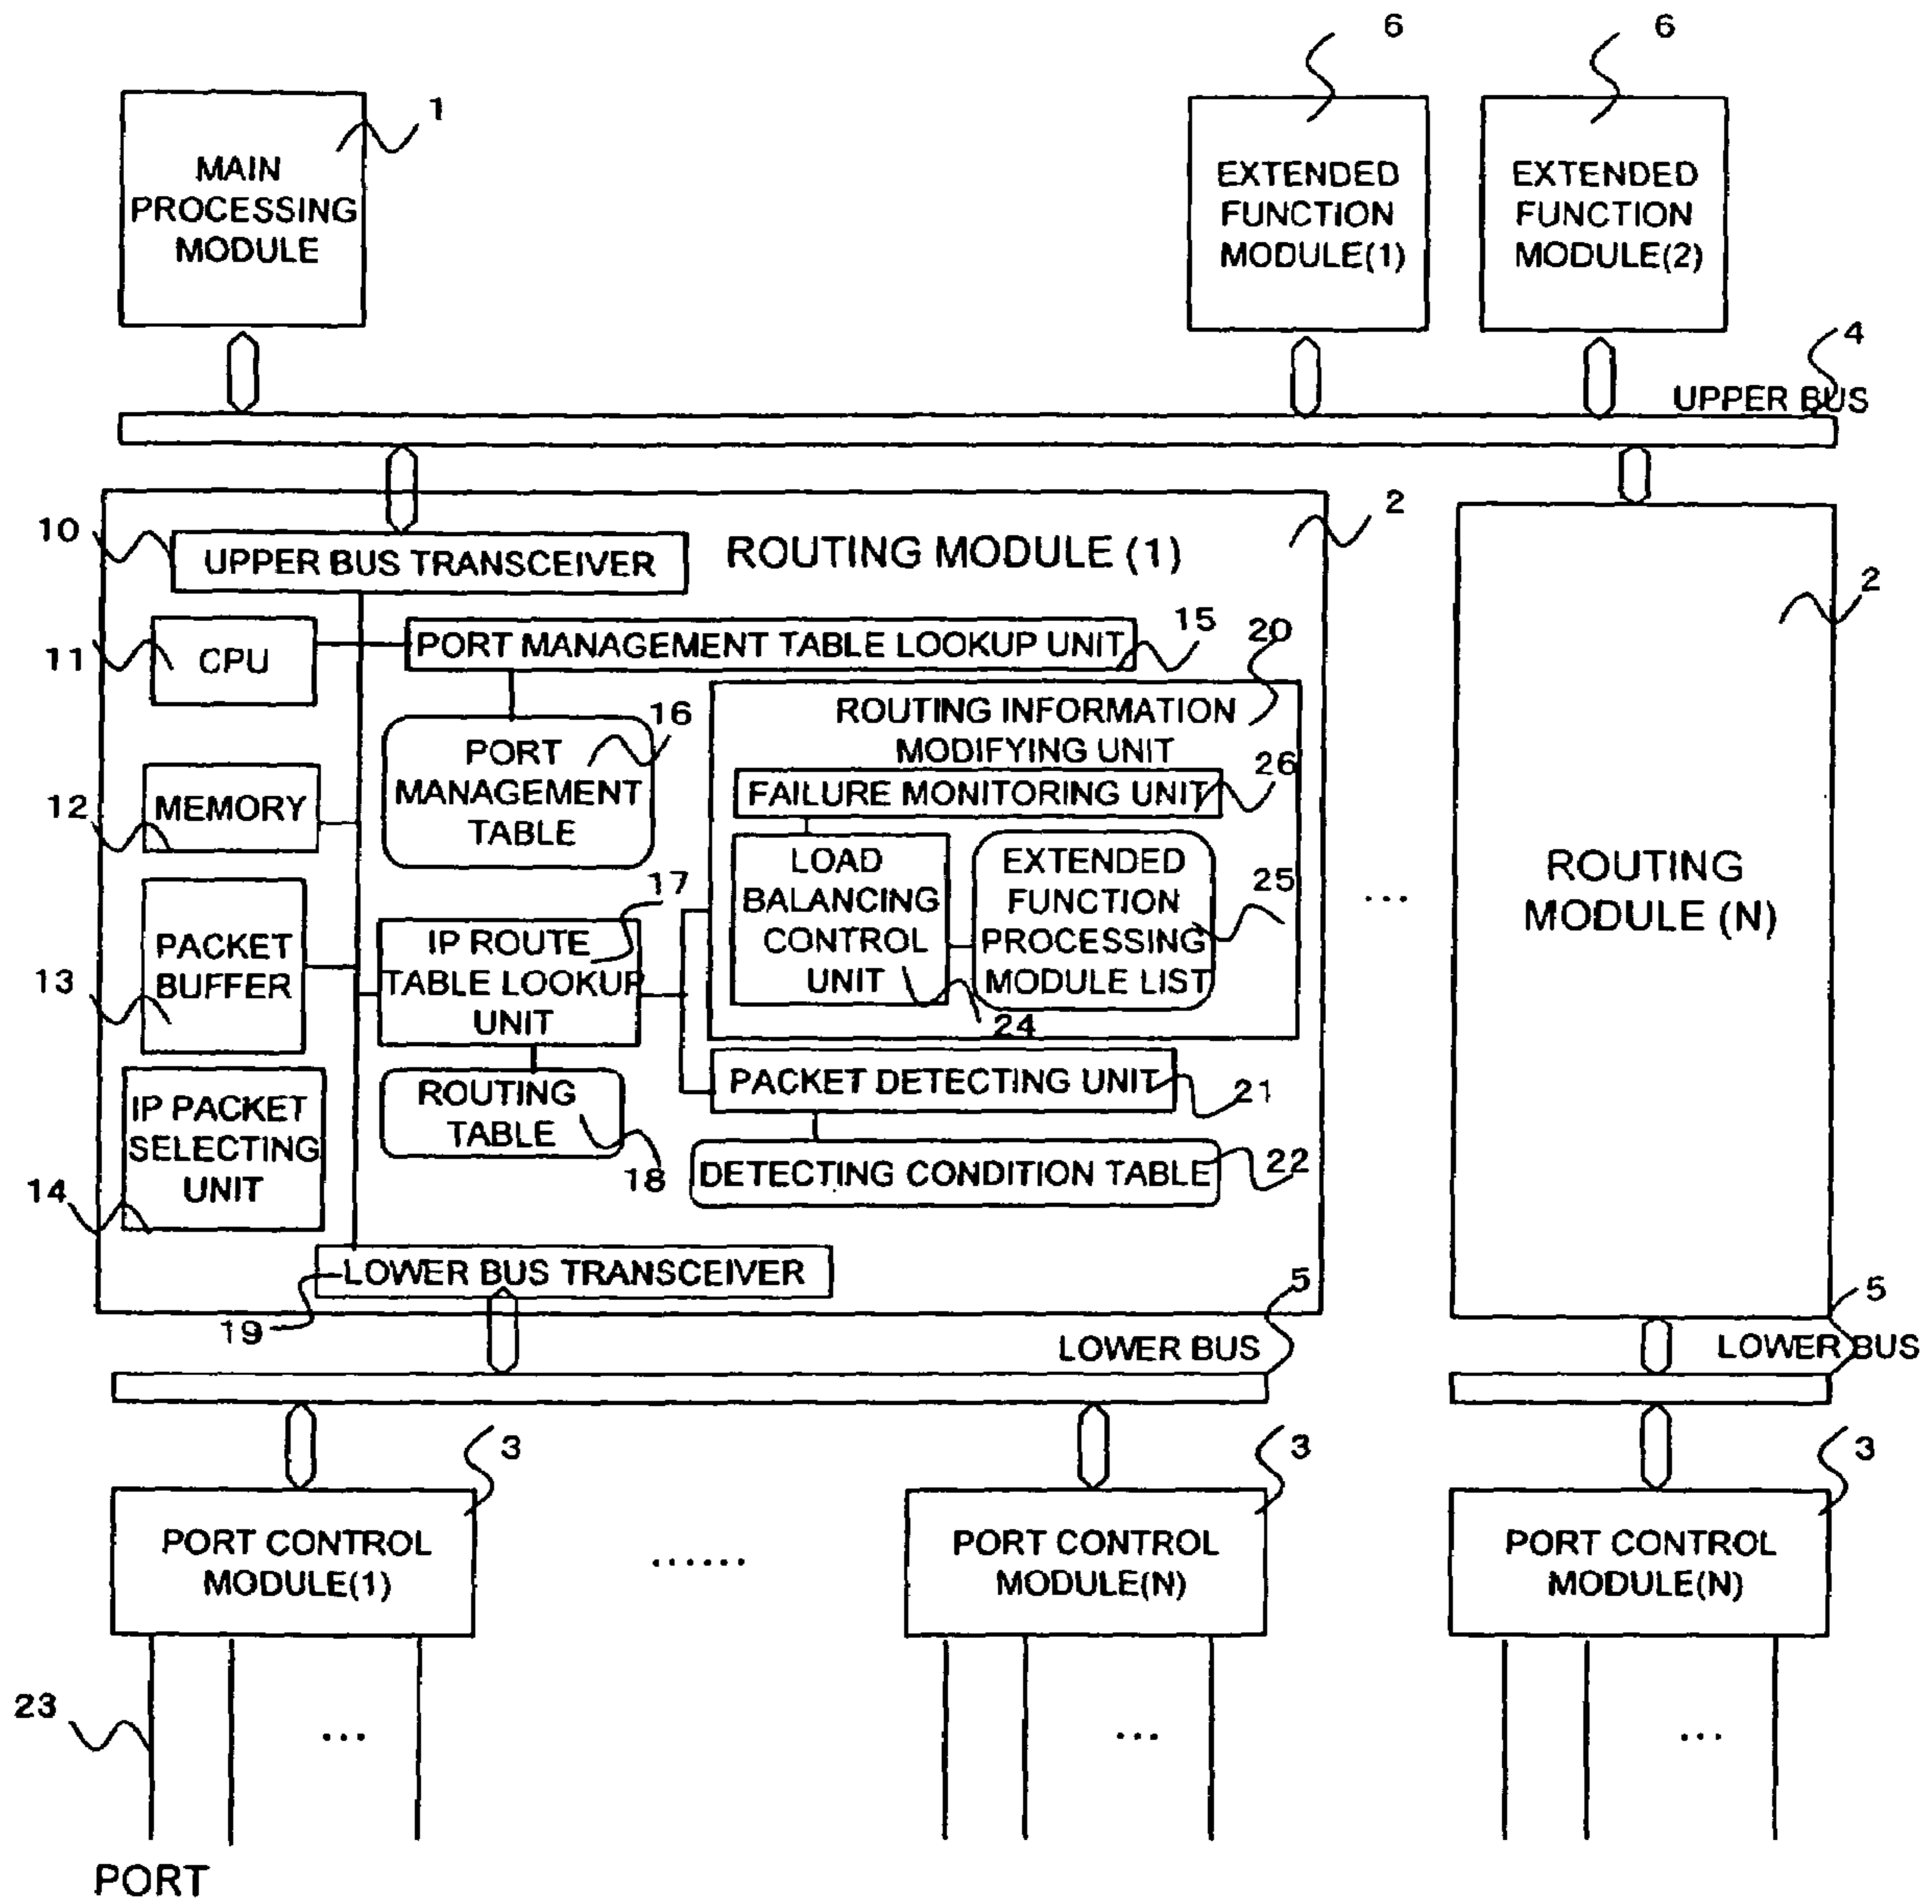 6
6
1
MAIN
PROCESSING
MODULE
EXTENDED
FUNCTION
MODULE(1)
EXTENDED
FUNCTION
MODULE(2)
4
UPPER BUS
2
10
UPPER BUS TRANSCEIVER
ROUTING MODULE (1)
2
11
CPU
PORT MANAGEMENT TABLE LOOKUP UNIT
15
20
16
PORT
MANAGEMENT
TABLE
ROUTING INFORMATION
MODIFYING UNIT
26
FAILURE MONITORING UNIT
12
MEMORY
LOAD
BALANCING
CONTROL
UNIT
24
EXTENDED
FUNCTION
PROCESSING
MODULE LIST
25
...
ROUTING
MODULE (N)
17
13
PACKET
BUFFER
IP ROUTE
TABLE LOOKUP
UNIT
PACKET DETECTING UNIT
21
14
IP PACKET
SELECTING
UNIT
ROUTING
TABLE
18
DETECTING CONDITION TABLE
22
LOWER BUS TRANSCEIVER
19
5
LOWER BUS
5
LOWER BUS
3
3
3
PORT CONTROL
MODULE(1)
......
PORT CONTROL
MODULE(N)
PORT CONTROL
MODULE(N)
23
...
...
...
PORT